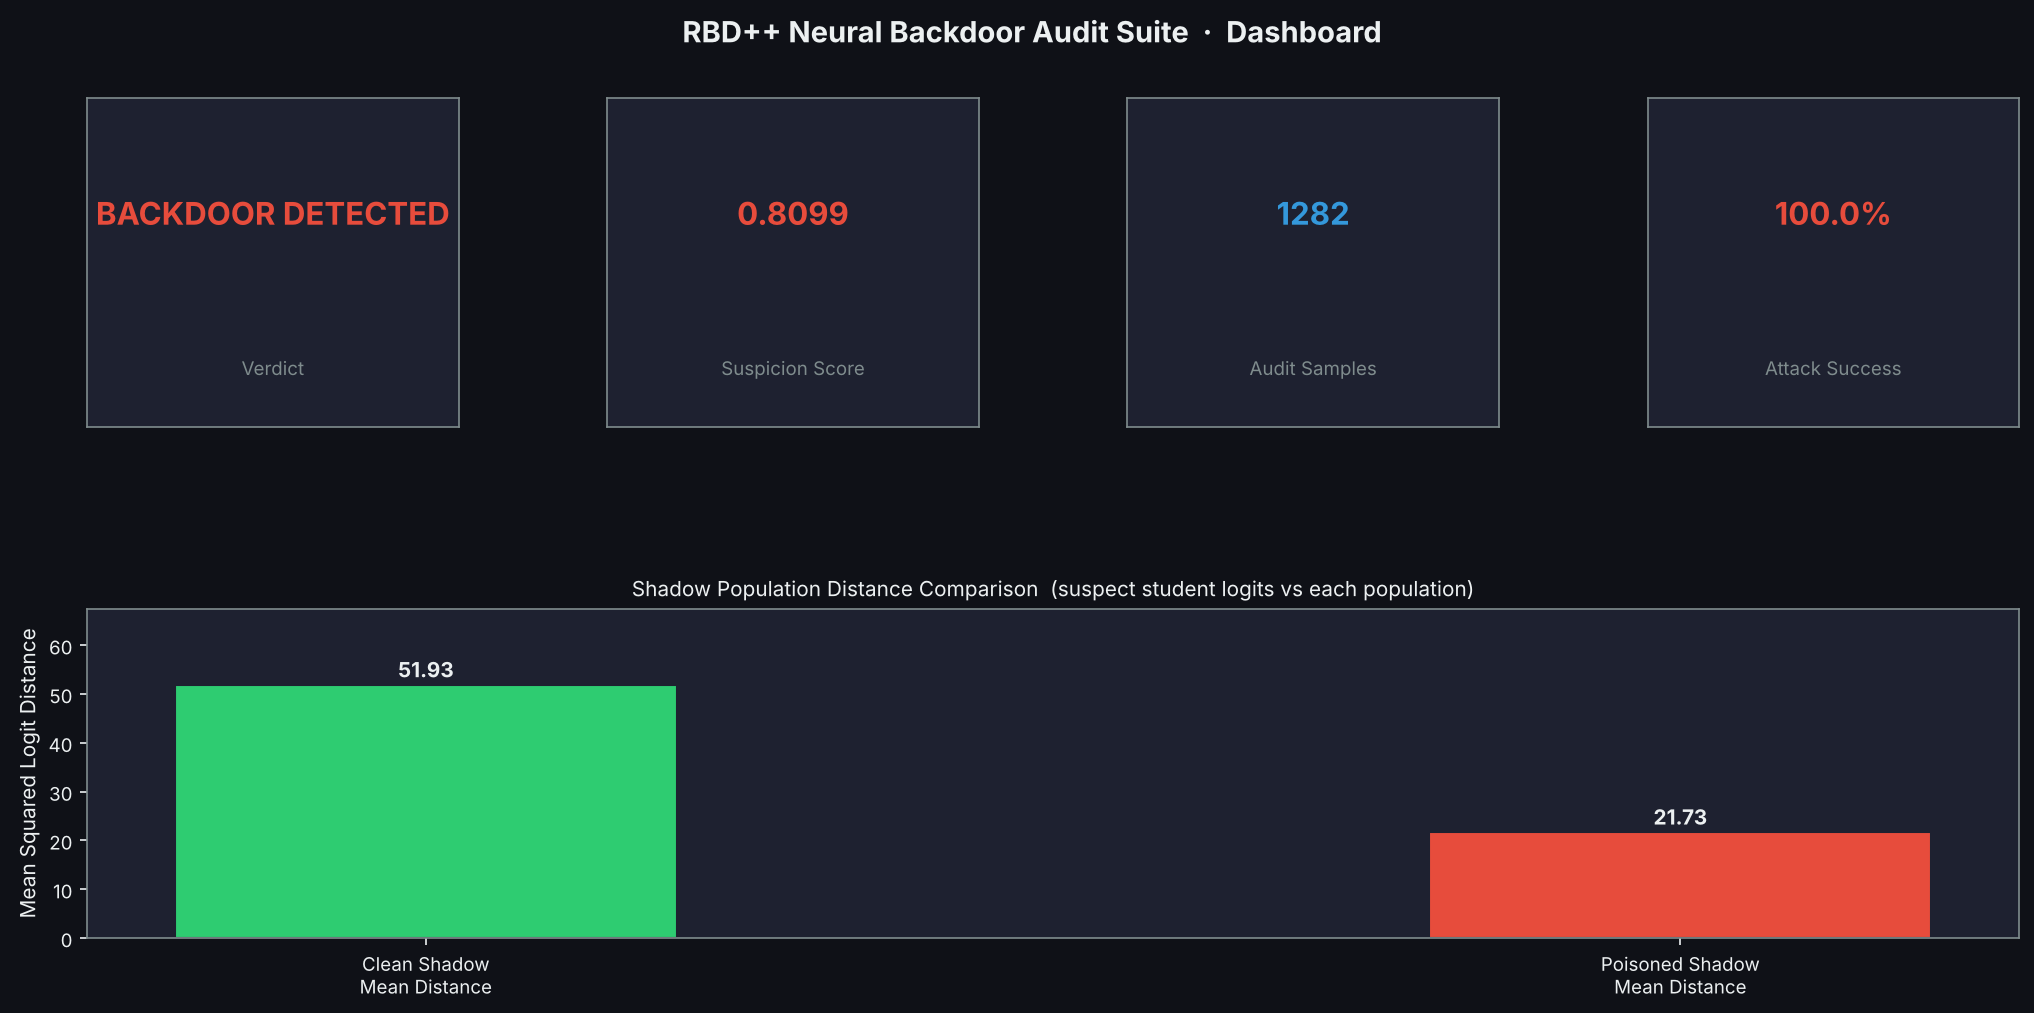 RBD++ Neural Backdoor Audit Suite · Dashboard
BACKDOOR DETECTED
Verdict
0.8099
Suspicion Score
1282
Audit Samples
100.0%
Attack Success
Shadow Population Distance Comparison (suspect student logits vs each population)
Mean Squared Logit Distance
60
50
40
30
20
10
0
51.93
21.73
Clean Shadow
Mean Distance
Poisoned Shadow
Mean Distance